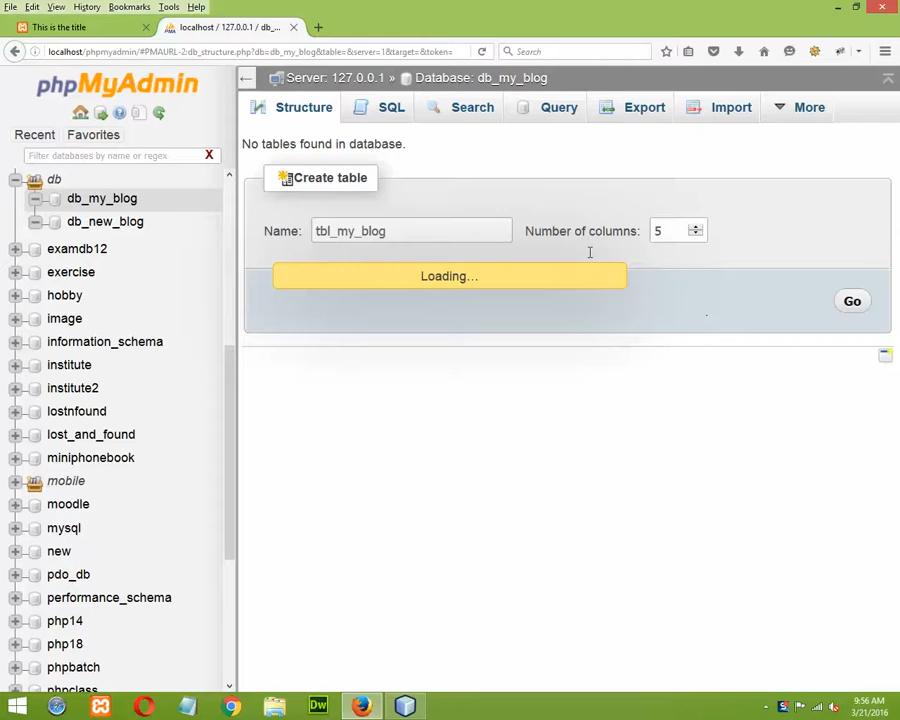 File Edit View History Bookmarks Tools Help
This is the title
localhost / 127.0.0.1 / db_...
localhost/phpmyadmin/#PMAURL-2:db_structure.php?db=db_my_blog&table=&server=1&target=&token=
Search
phpMyAdmin
Server: 127.0.0.1 » Database: db_my_blog
Structure SQL Search Query Export Import More
Recent Favorites
No tables found in database.
Filter databases by name or regex X
Create table
db
db_my_blog
db_new_blog
Name: tbl_my_blog Number of columns: 5
examdb12
exercise
Loading...
hobby
Go
image
information_schema
institute
institute2
lostnfound
lost_and_found
miniphonebook
mobile
moodle
mysql
new
pdo_db
performance_schema
php14
php18
phpbatch
phpclass
Dw
9:56 AM
3/21/2016